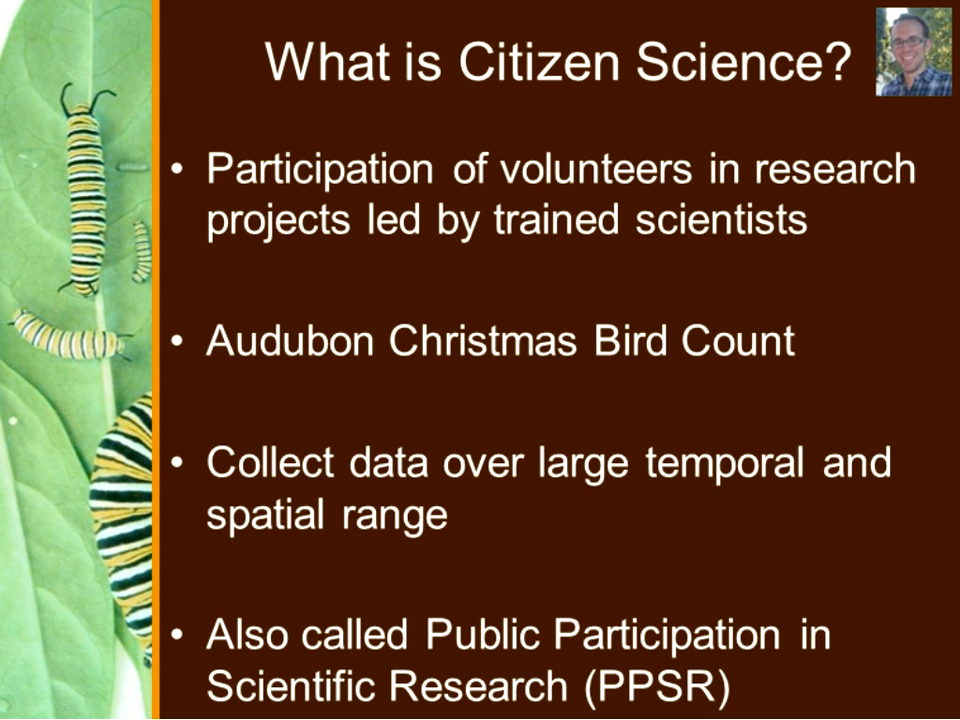 What is Citizen Science?
• Participation of volunteers in research
projects led by trained scientists
• Audubon Christmas Bird Count
• Collect data over large temporal and
spatial range
• Also called Public Participation in
Scientific Research (PPSR)